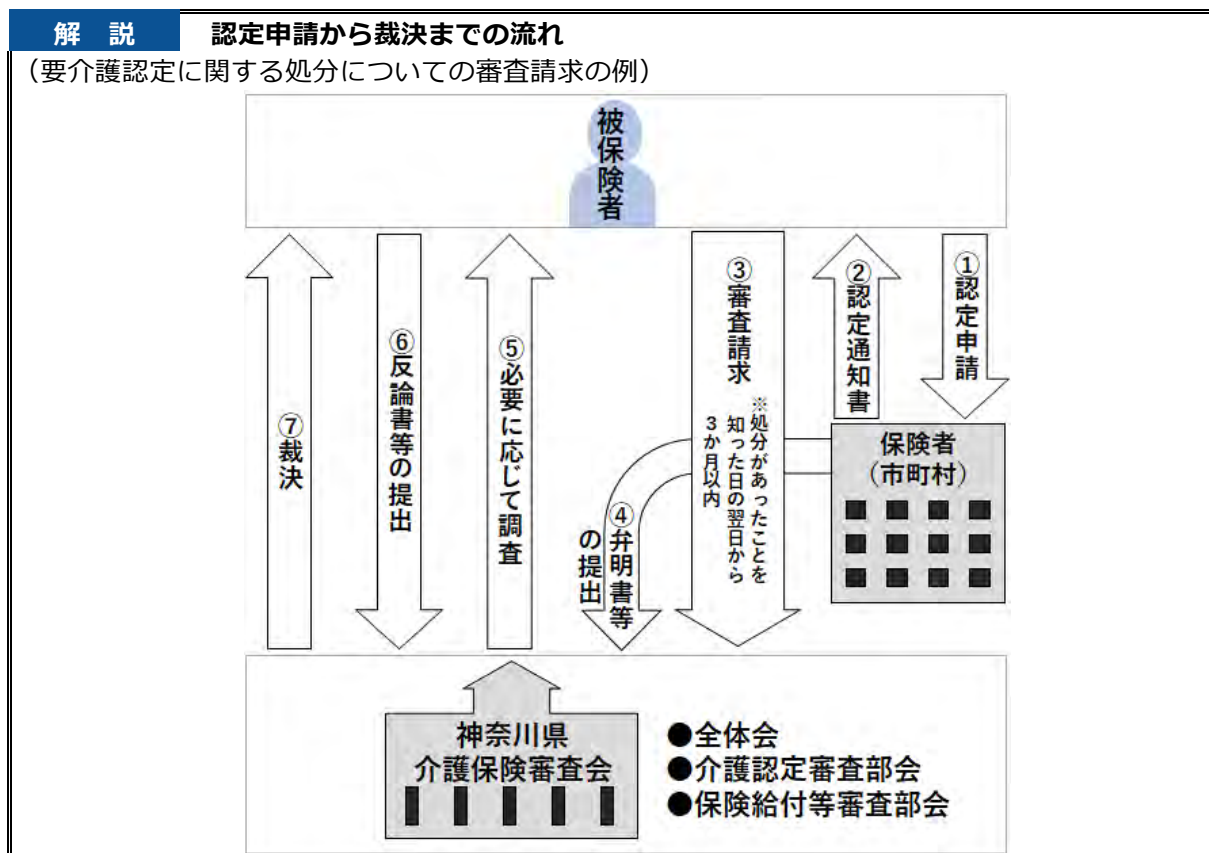 解 説
認定申請から裁決までの流れ
（要介護認定に関する処分についての審査請求の例）
被保険者
①認定申請
②認定通知書
③審査請求
※処分があったことを
知った日の翌日から
3か月以内
保険者
（市町村）
④弁明書等
の提出
⑤必要に応じて調査
⑥反論書等の提出
⑦裁決
神奈川県
介護保険審査会
●全体会
●介護認定審査部会
●保険給付等審査部会